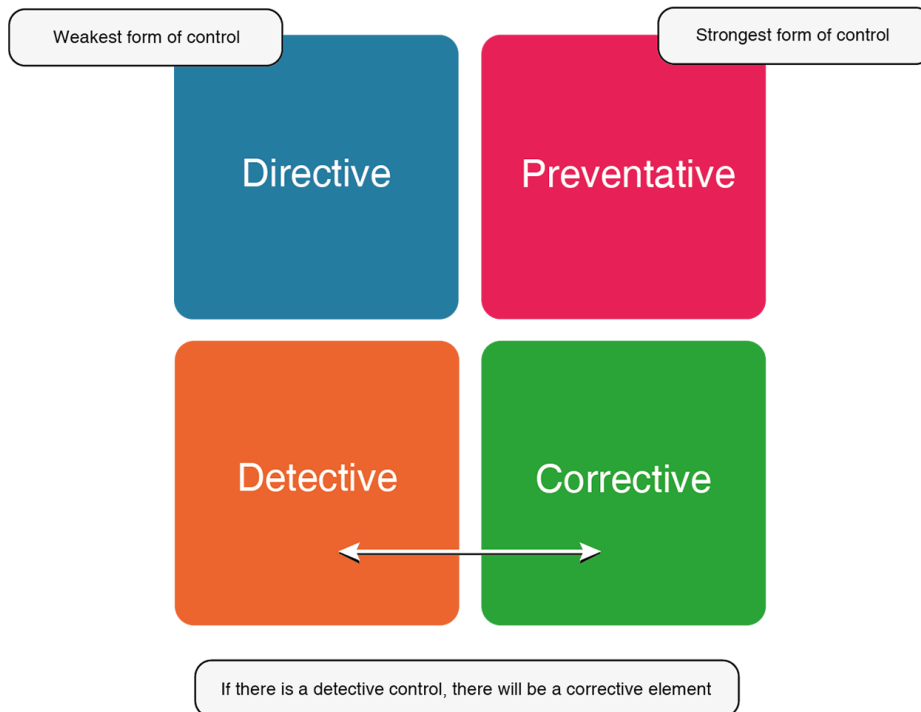 Weakest form of control
Strongest form of control
Directive
Preventative
Detective
Corrective
If there is a detective control, there will be a corrective element